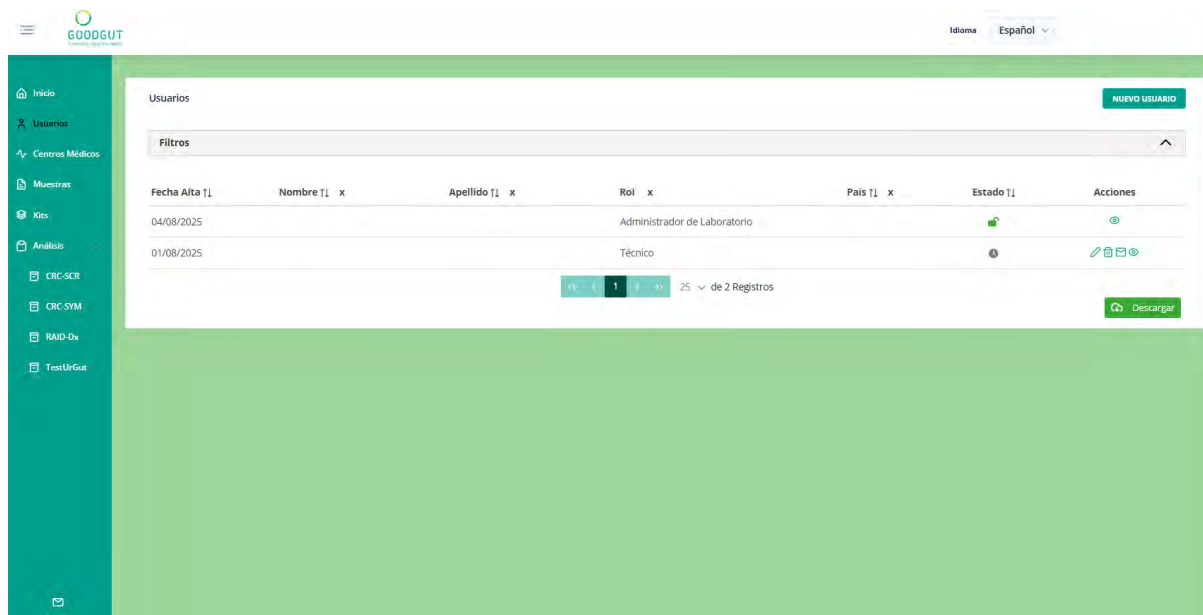 GOODGUT
Idioma Español
Inicio
Usuarios
Centros Médicos
Muestras
Kits
Análisis
CRC-SCR
CRC-SYM
RAID-Dx
TestUrGut
Usuarios
NUEVO USUARIO
Filtros
Fecha Alta Nombre x Apellido x Rol x País x Estado Acciones
04/08/2025 Administrador de Laboratorio
01/08/2025 Técnico
1 25 de 2 Registros
Descargar